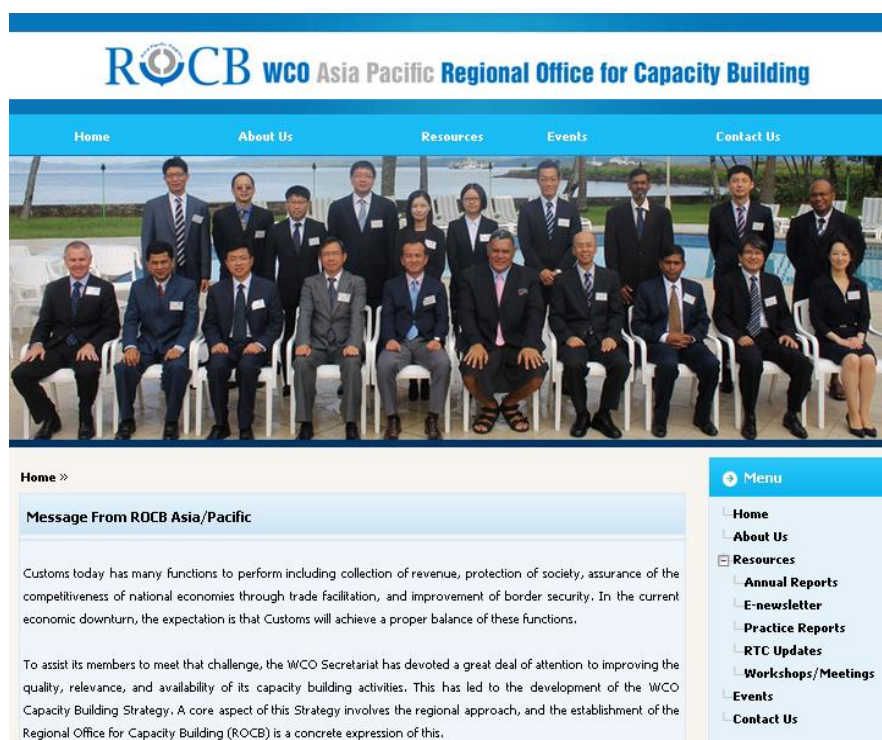 Asia Pacific Region
ROCB WCO Asia Pacific Regional Office for Capacity Building
Home About Us Resources Events Contact Us
Home »
Message From ROCB Asia/Pacific
Customs today has many functions to perform including collection of revenue, protection of society, assurance of the
competitiveness of national economies through trade facilitation, and improvement of border security. In the current
economic downturn, the expectation is that Customs will achieve a proper balance of these functions.
To assist its members to meet that challenge, the WCO Secretariat has devoted a great deal of attention to improving the
quality, relevance, and availability of its capacity building activities. This has led to the development of the WCO
Capacity Building Strategy. A core aspect of this Strategy involves the regional approach, and the establishment of the
Regional Office for Capacity Building (ROCB) is a concrete expression of this.
Menu
Home
About Us
Resources
Annual Reports
E-newsletter
Practice Reports
RTC Updates
Workshops/Meetings
Events
Contact Us